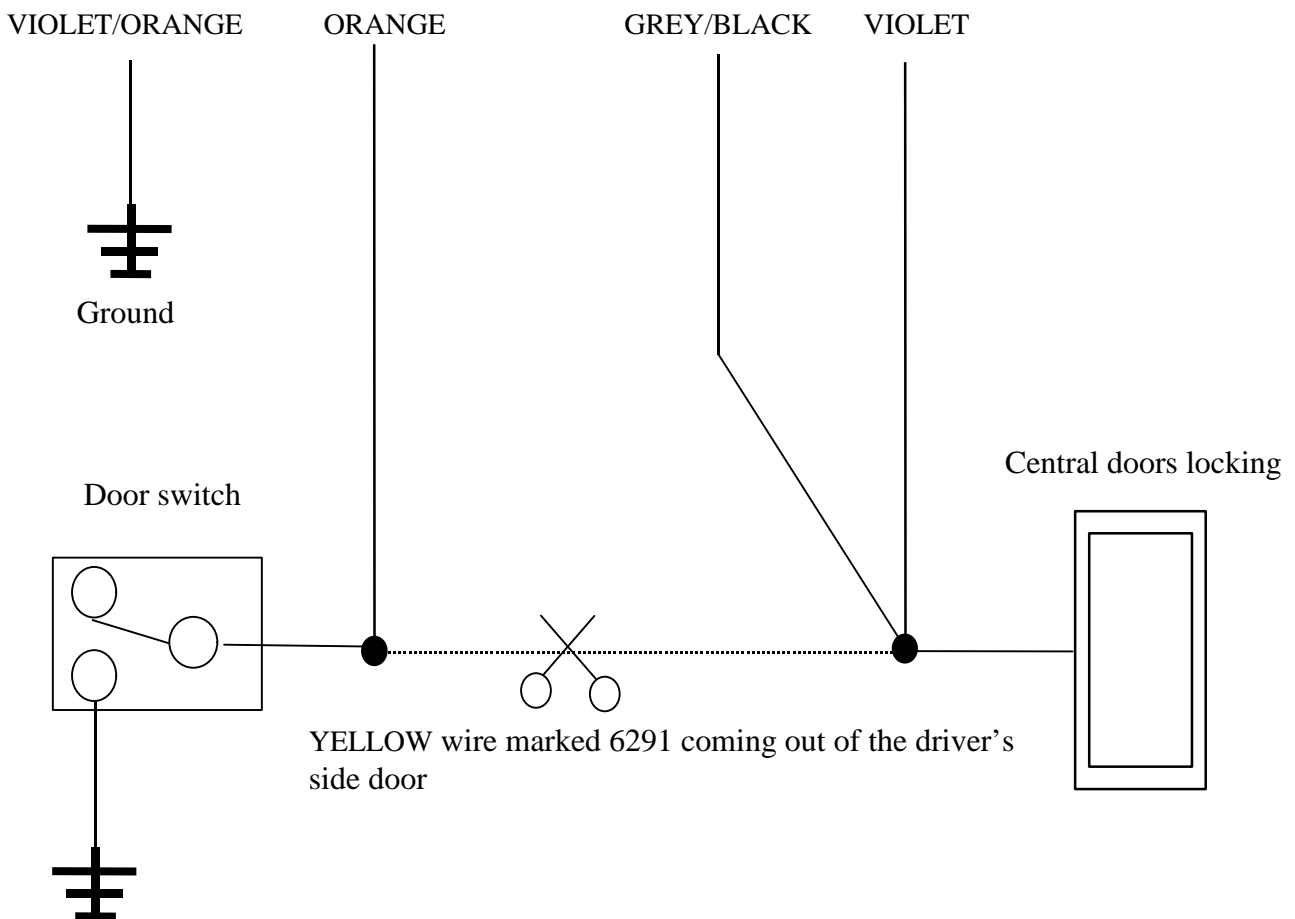 VIOLET/ORANGE
ORANGE
GREY/BLACK
VIOLET
Ground
Central doors locking
Door switch
YELLOW wire marked 6291 coming out of the driver’s
side door